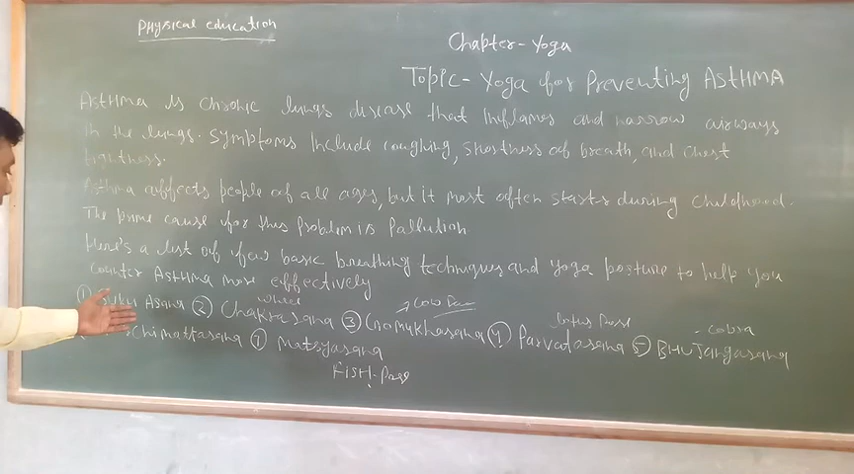 Physical education
Chapter - Yoga
Topic - Yoga for Preventing AStHMA
AstHma is chronic lungs disease that inflames and narrow airways
in the lungs. Symptoms include coughing, shortness of breath, and chest
tightness.
Asthma affects people of all ages, but it most often starts during childhood.
The prime cause for this Problem is Pallution
Here's a list of few basic breathing techniques and yoga posture to help you
counter AstHma more effectively
wheel
Cow Face
lotus Pose
cobra
① Asana ② Chakrasana ③ Gomukhasana ④ Parvatasana ⑤ BHUJangasana
chimattasana ⑦ Matsyasana
FisH-Pose